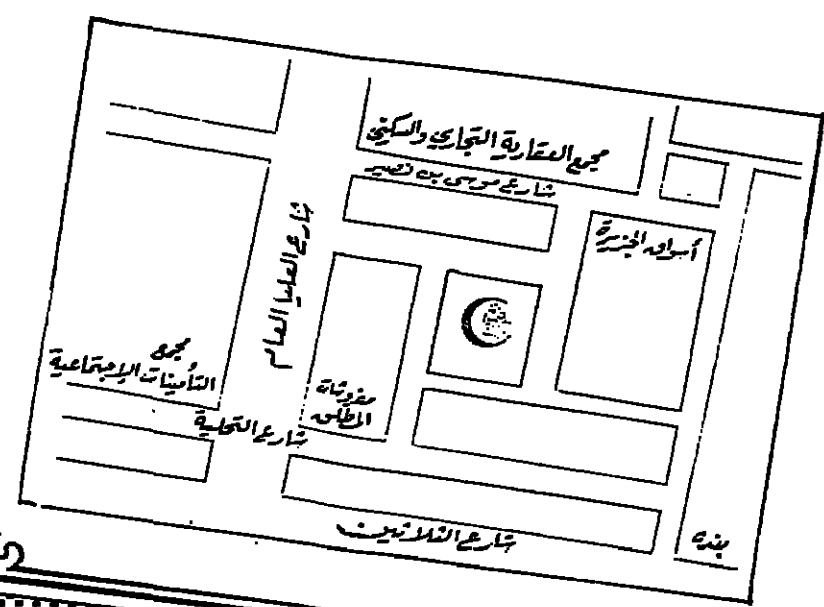 مجمع العقارية التجاري والسكني
شارع موسى بن نصير
أسواق الجزيرة
شارع العليا العام
مجمع
التأمينات الإجتماعية
مفروشات
المطلق
شارع التحلية
شارع الثلاثين
بنده